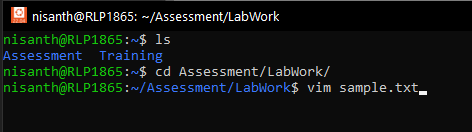 nisanth@RLP1865: ~/Assessment/LabWork
nisanth@RLP1865:~$ ls
Assessment  Training
nisanth@RLP1865:~$ cd Assessment/LabWork/
nisanth@RLP1865:~/Assessment/LabWork$ vim sample.txt